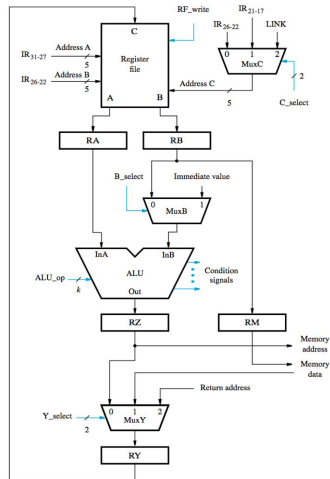 RF_write
IR21-17
IR26-22
LINK
C
0 1 2
MuxC
2
C_select
Register
file
IR31-27
Address A
5
IR26-22
Address B
5
Address C
5
A
B
RA
RB
B_select
Immediate value
0 1
MuxB
InA
InB
ALU
ALU_op
k
Out
Condition
signals
RZ
RM
Memory
address
Memory
data
Return address
Y_select
2
0 1 2
MuxY
RY